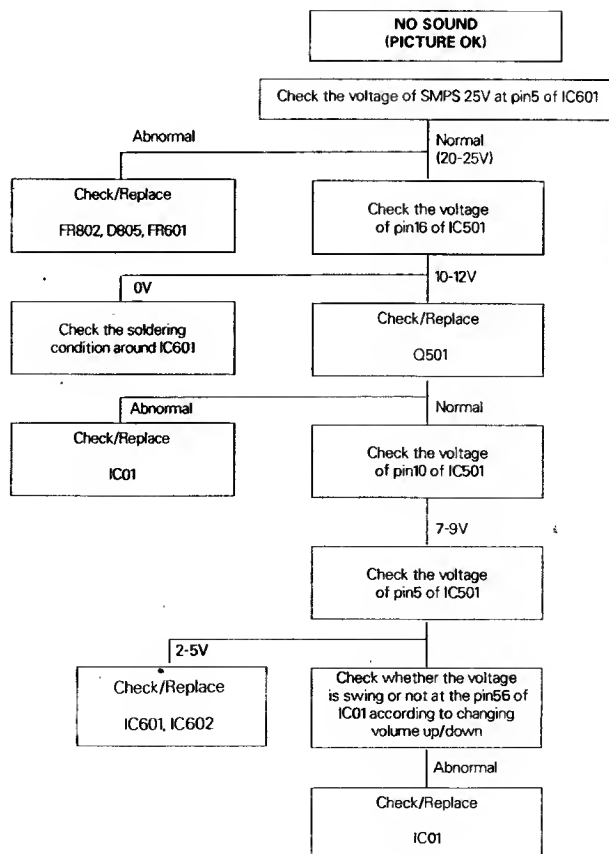 NO SOUND
(PICTURE OK)
Check the voltage of SMPS 25V at pin5 of IC601
Abnormal
Normal
(20-25V)
Check/Replace
FR802, D805, FR601
Check the voltage
of pin16 of IC501
0V
10-12V
Check the soldering
condition around IC601
Check/Replace
Q501
Abnormal
Normal
Check/Replace
IC01
Check the voltage
of pin10 of IC501
7-9V
Check the voltage
of pin5 of IC501
2-5V
Check/Replace
IC601, IC602
Check whether the voltage
is swing or not at the pin56 of
IC01 according to changing
volume up/down
Abnormal
Check/Replace
IC01